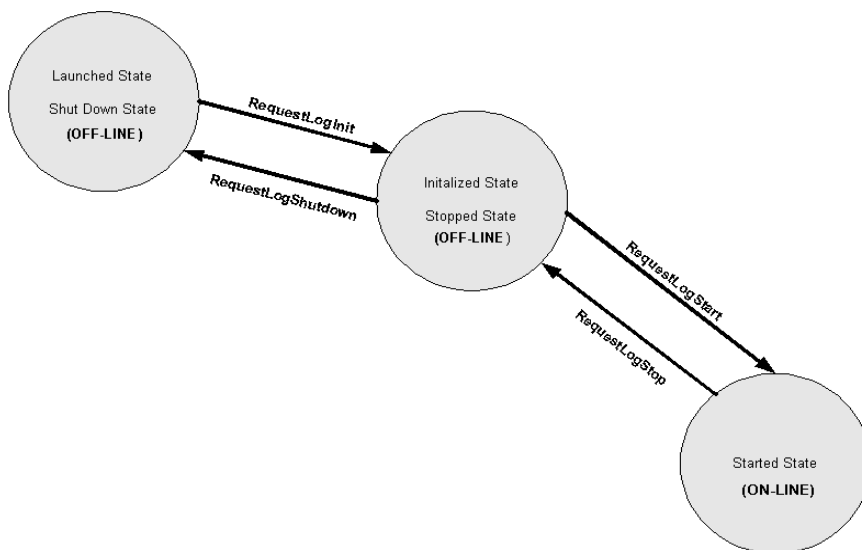 Launched State
Shut Down State
(OFF-LINE)
RequestLogInit
RequestLogShutdown
Initalized State
Stopped State
(OFF-LINE)
RequestLogStart
RequestLogStop
Started State
(ON-LINE)